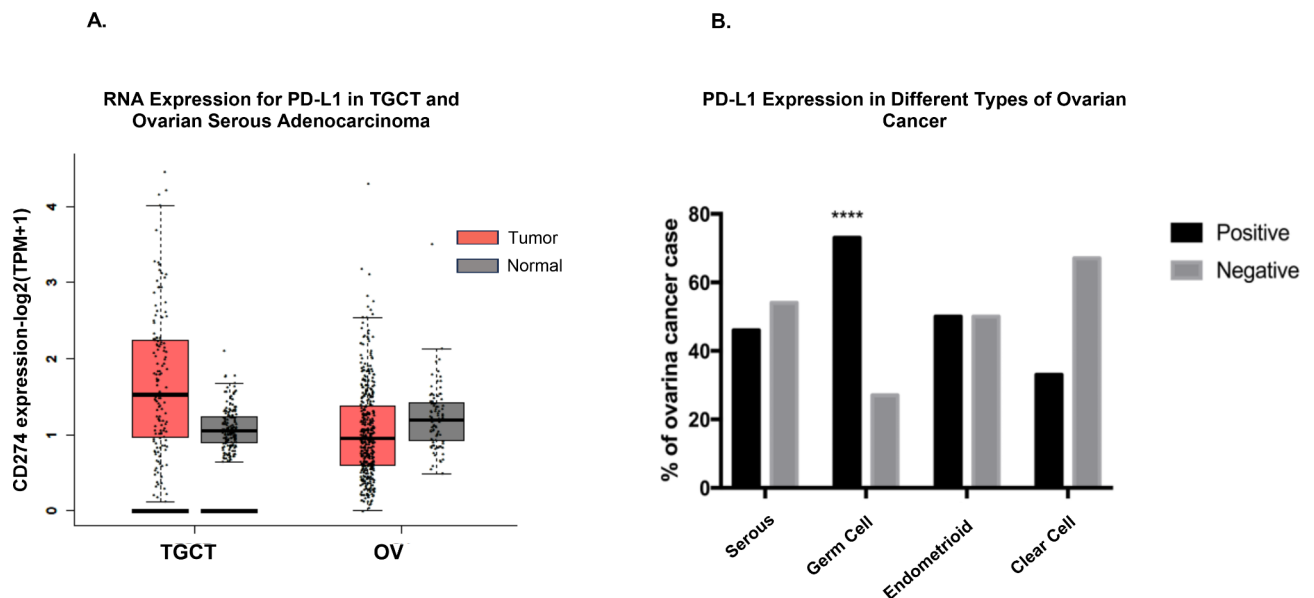 A.
RNA Expression for PD-L1 in TGCT and
Ovarian Serous Adenocarcinoma
CD274 expression-log2(TPM+1)
4
3
2
1
0
Tumor
Normal
TGCT
OV
B.
PD-L1 Expression in Different Types of Ovarian
Cancer
% of ovarina cancer case
80
60
40
20
0
****
Positive
Negative
Serous
Germ Cell
Endometrioid
Clear Cell